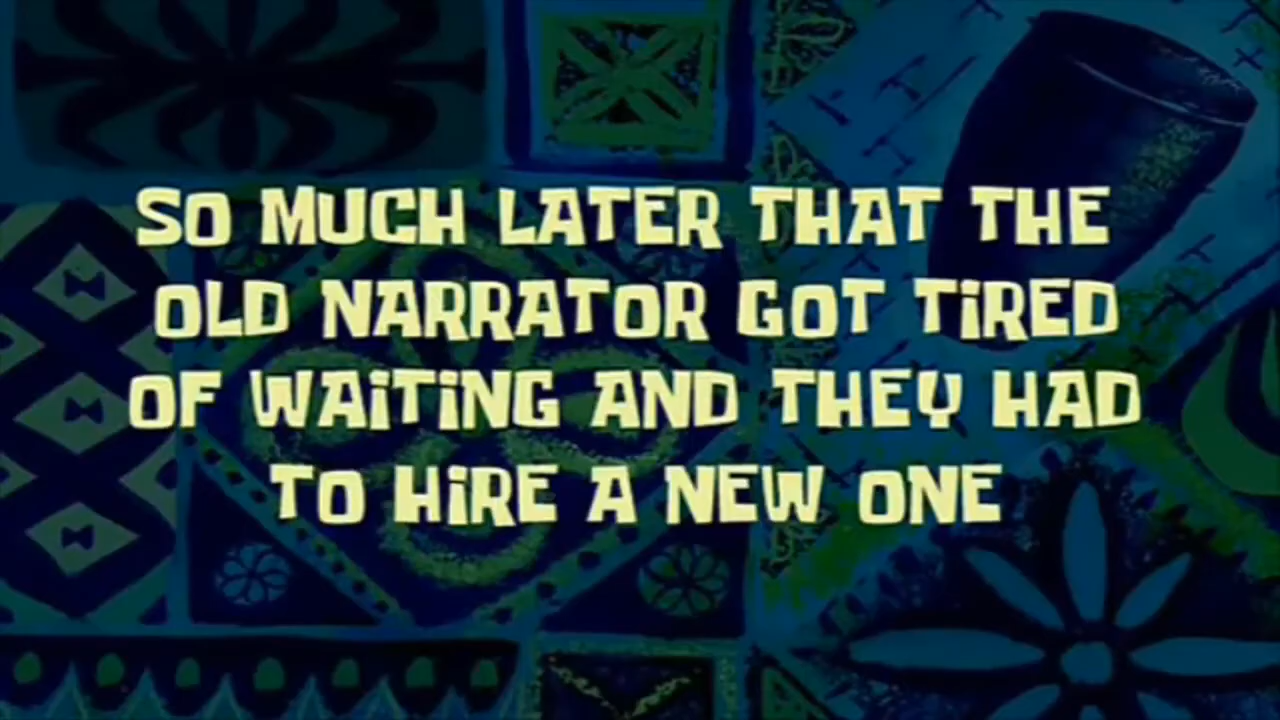 SO MUCH LATER THAT THE
OLD NARRATOR GOT TiRED
OF WAiTiNG AND THEY HAD
TO HiRE A NEW ONE